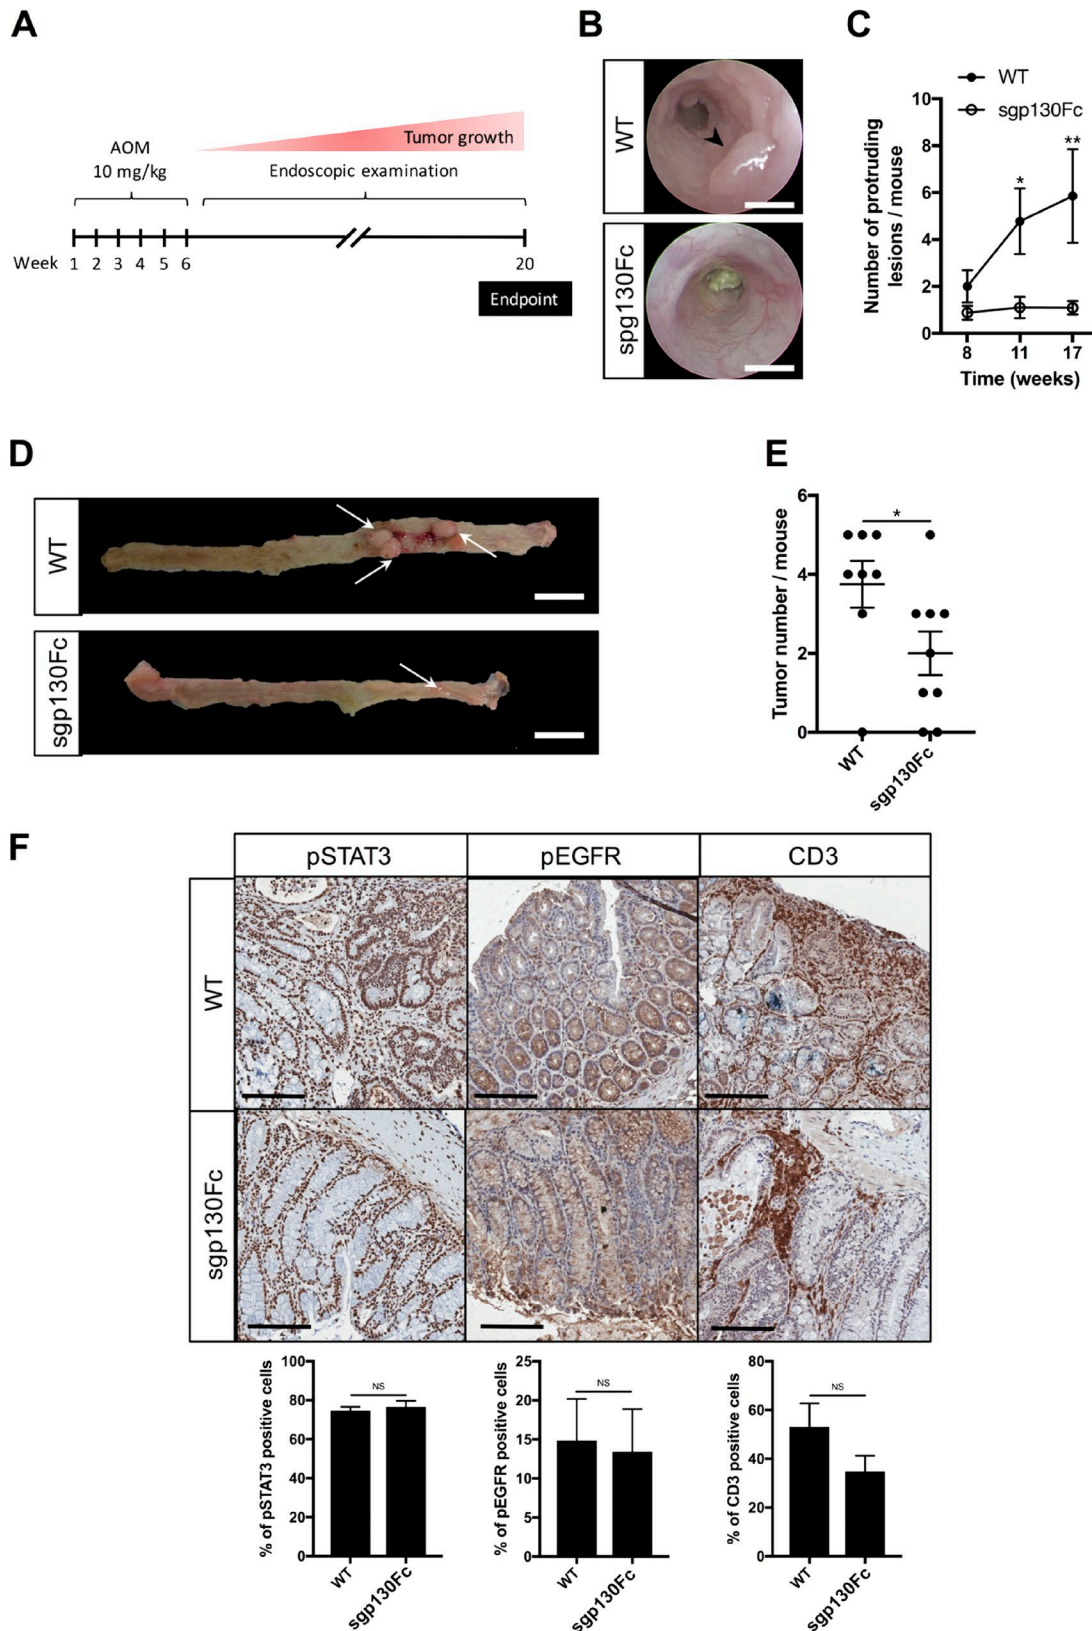 A
AOM
10 mg/kg
Tumor growth
Endoscopic examination
Week 1 2 3 4 5 6 20
Endpoint
B
WT
spg130Fc
C
WT
sgp130Fc
Number of protruding
lesions / mouse
10
8
6
4
2
0
*
**
8 11 17
Time (weeks)
D
WT
sgp130Fc
E
Tumor number / mouse
6
4
2
0
*
WT
sgp130Fc
F
pSTAT3 pEGFR CD3
WT
sgp130Fc
% of pSTAT3 positive cells
100
80
60
40
20
0
NS
WT
sgp130Fc
% of pEGFR positive cells
25
20
15
10
5
0
NS
WT
sgp130Fc
% of CD3 positive cells
80
60
40
20
0
NS
WT
sgp130Fc